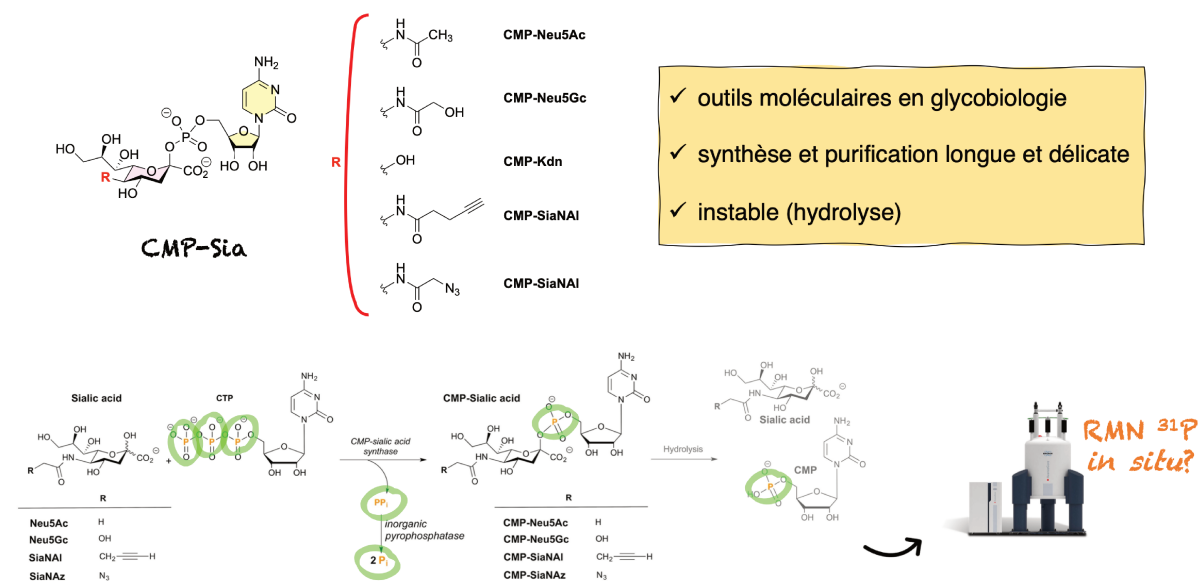 NH₂
N
N
O
O
O
P
O
O
O
OH
OH
HO
OH
OH
O
CO₂
R
HO
CMP-Sia
R
H
N
CH₃
O
CMP-Neu5Ac
H
N
OH
O
CMP-Neu5Gc
OH
CMP-Kdn
H
N
O
CMP-SiaNAl
H
N
N₃
O
CMP-SiaNAl
✓ outils moléculaires en glycobiologie
✓ synthèse et purification longue et délicate
✓ instable (hydrolyse)
Sialic acid
CTP
CMP-sialic acid
synthase
PPi
inorganic
pyrophosphatase
2 Pi
CMP-Sialic acid
Hydrolysis
Sialic acid
CMP
RMN ³¹P
in situ?
R
Neu5Ac H
Neu5Gc OH
SiaNAl CH₂ H
SiaNAz N₃
R
CMP-Neu5Ac H
CMP-Neu5Gc OH
CMP-SiaNAl CH₂ H
CMP-SiaNAz N₃